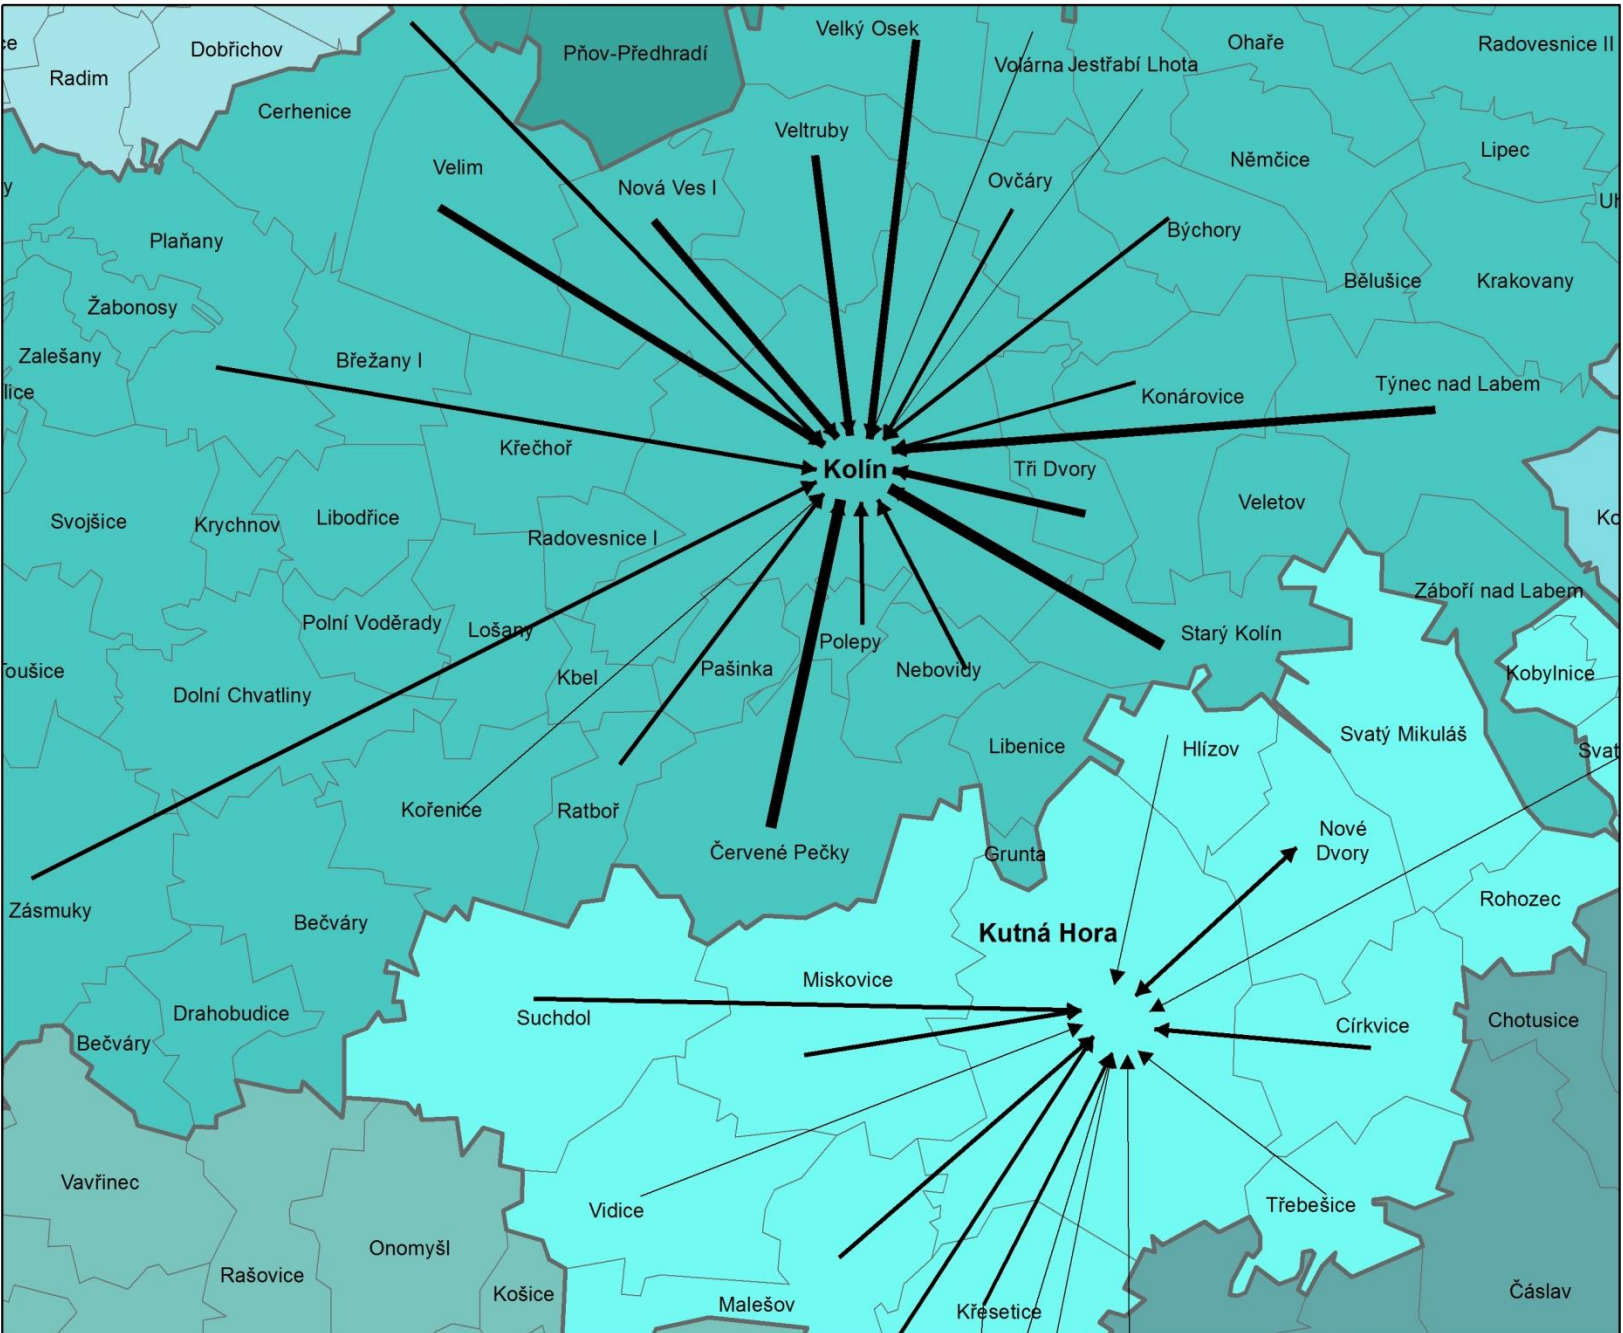 Dobřichov
Radim
Pňov-Předhradí
Velký Osek
Volárna
Jestřabí Lhota
Ohaře
Radovesnice II
Cerhenice
Veltruby
Velim
Nová Ves I
Ovčáry
Němčice
Lipec
Plaňany
Býchory
Žabonosy
Bělušice
Krakovany
Zalešany
Břežany I
Konárovice
Týnec nad Labem
Křečhoř
Kolín
Tři Dvory
Veletov
Svojšice
Krychnov
Libodřice
Radovesnice I
Polní Voděrady
Lošany
Záboří nad Labem
Starý Kolín
Polepy
Nebovidy
Pašinka
Kbel
Dolní Chvatliny
Kobylnice
Svatý Mikuláš
Hlízov
Libenice
Kořenice
Ratboř
Červené Pečky
Grunta
Nové
Dvory
Rohozec
Zásmuky
Bečváry
Kutná Hora
Miskovice
Suchdol
Drahobudice
Bečváry
Církvice
Chotusice
Vavřinec
Vidice
Třebešice
Onomyšl
Rašovice
Košice
Malešov
Křesetice
Čáslav